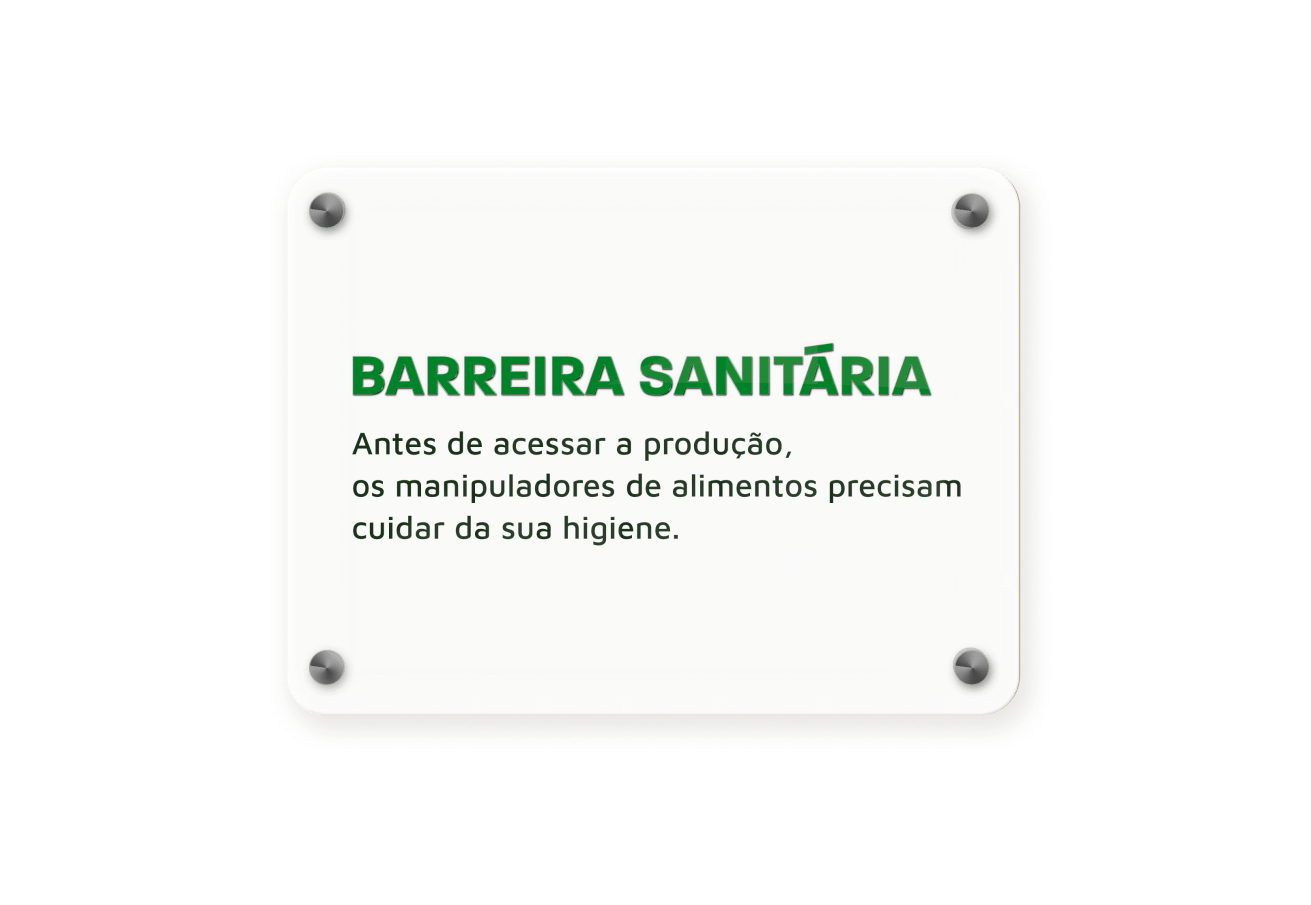 BARREIRA SANITÁRIA
Antes de acessar a produção,
os manipuladores de alimentos precisam
cuidar da sua higiene.